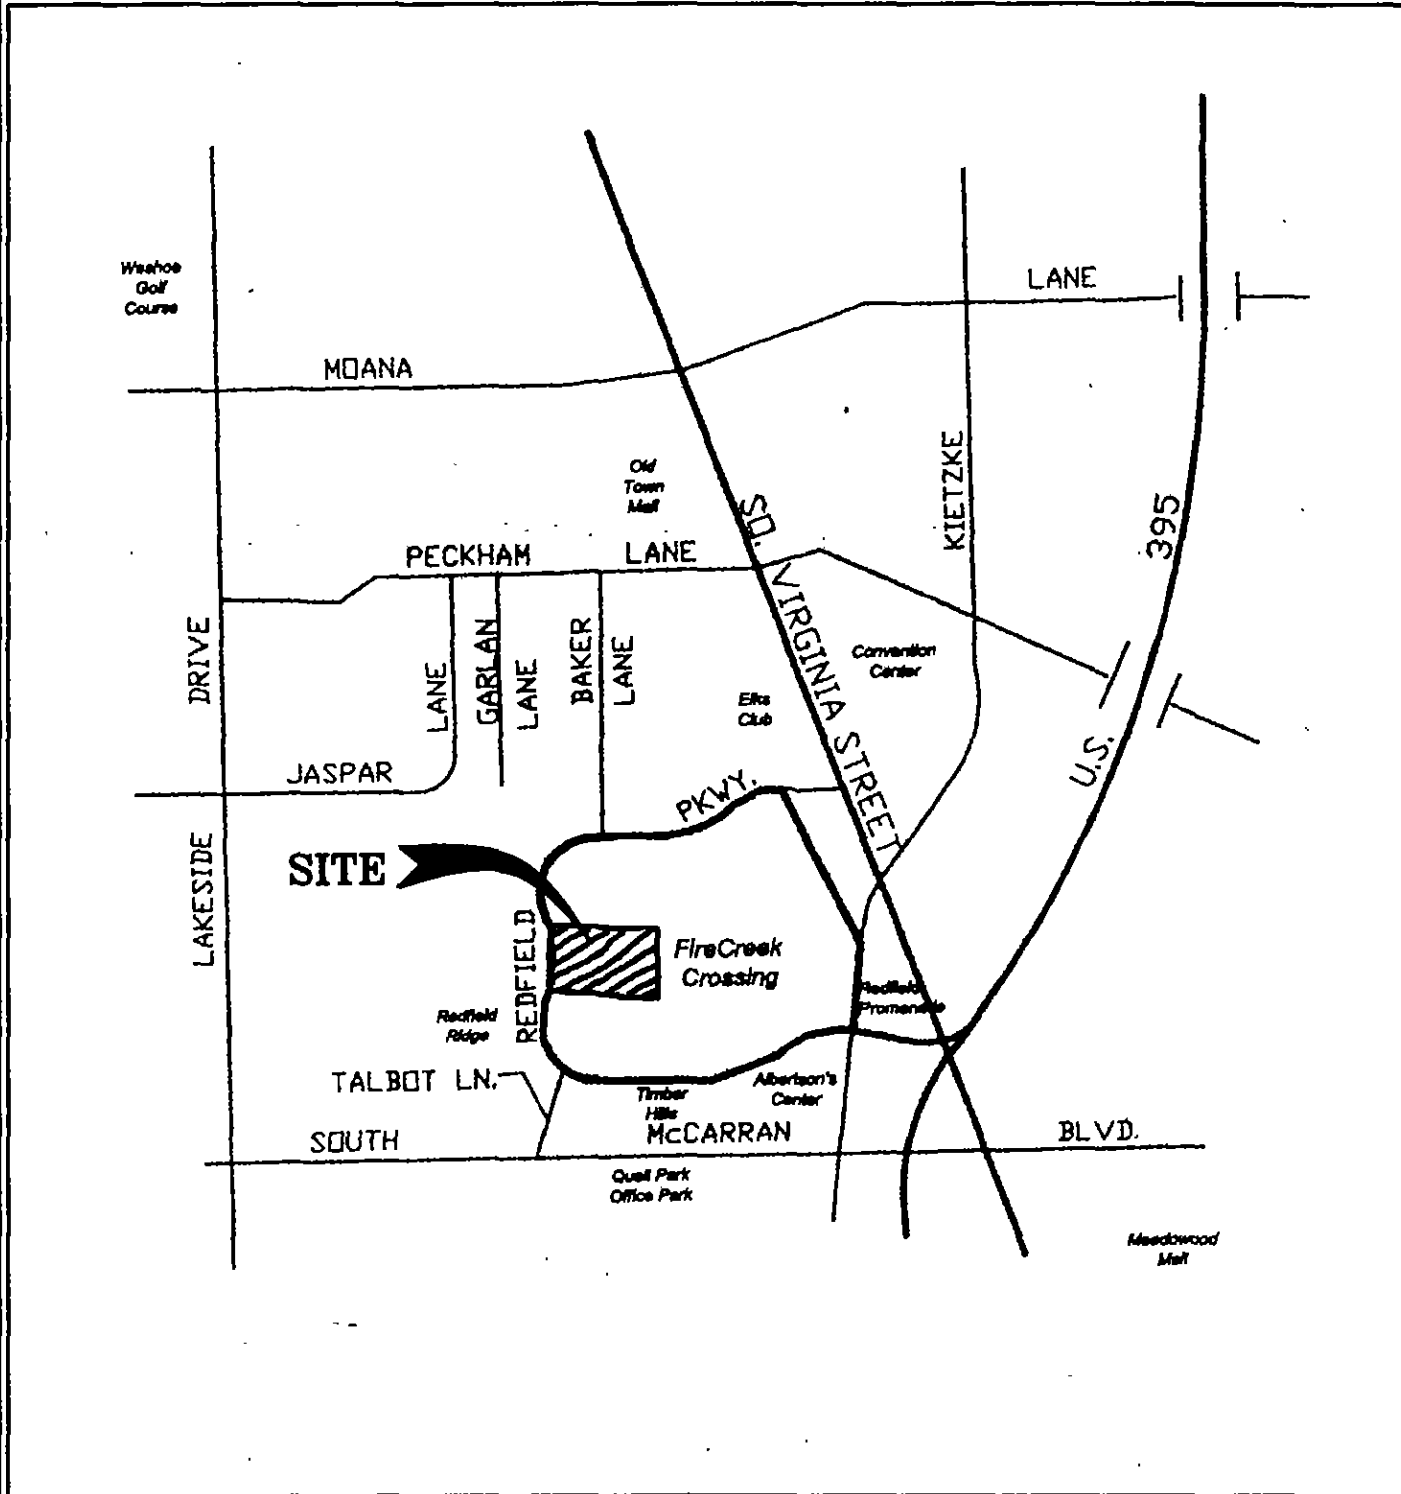 LANE
Washoe
Golf
Course
MOANA
KIETZKE
Old
Town
Mall
SO. VIRGINIA STREET
U.S. 395
PECKHAM LANE
DRIVE
LANE
GARLAN
LANE
BAKER
LANE
Convention
Center
Elks
Club
JASPAR
PKWY.
LAKESIDE
SITE
REDFIELD
FireCreek
Crossing
Redfield
Promenade
Redfield
Ridge
TALBOT LN.
Timber
Hills
Albertson's
Center
SOUTH McCARRAN BLVD.
Quail Park
Office Park
Meadowood
Mall